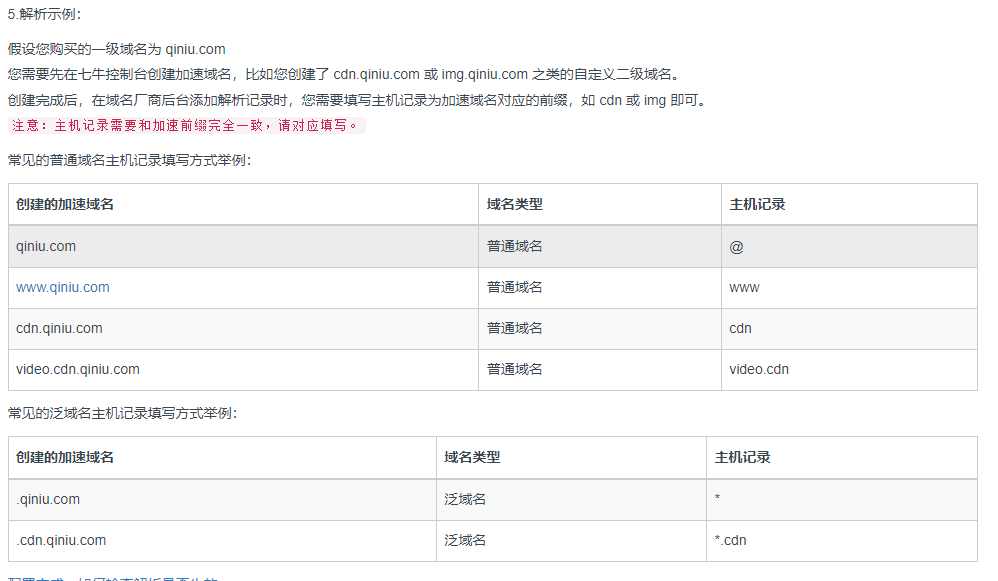 5.解析示例：
假设您购买的一级域名为 qiniu.com
您需要先在七牛控制台创建加速域名，比如您创建了 cdn.qiniu.com 或 img.qiniu.com 之类的自定义二级域名。
创建完成后，在域名厂商后台添加解析记录时，您需要填写主机记录为加速域名对应的前缀，如 cdn 或 img 即可。
注意：主机记录需要和加速前缀完全一致，请对应填写。
常见的普通域名主机记录填写方式举例：
创建的加速域名 域名类型 主机记录
qiniu.com 普通域名 @
www.qiniu.com 普通域名 www
cdn.qiniu.com 普通域名 cdn
video.cdn.qiniu.com 普通域名 video.cdn
常见的泛域名主机记录填写方式举例：
创建的加速域名 域名类型 主机记录
.qiniu.com 泛域名 *
.cdn.qiniu.com 泛域名 *.cdn